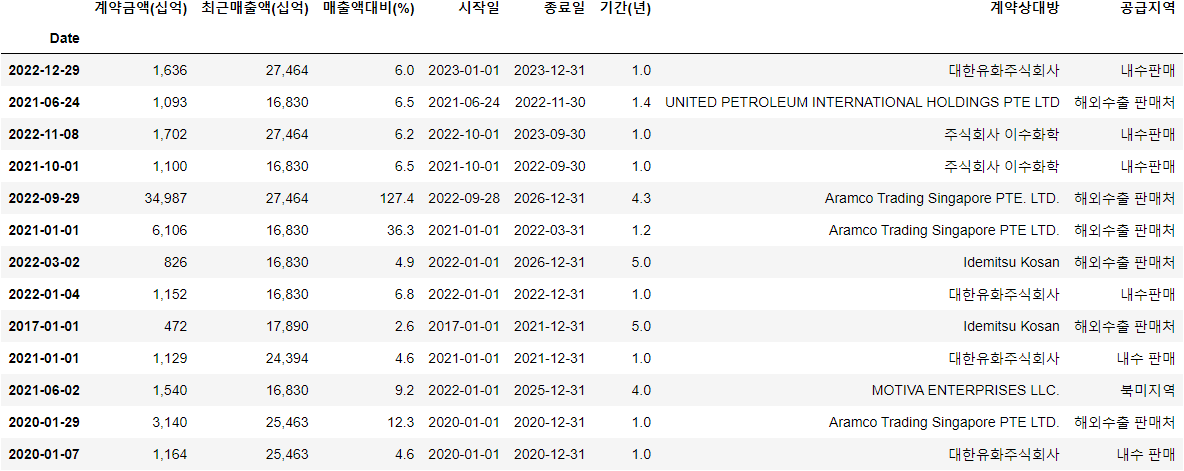 계약금액(십억) 최근매출액(십억) 매출액대비(%) 시작일 종료일 기간(년) 계약상대방 공급지역
Date
2022-12-29 1,636 27,464 6.0 2023-01-01 2023-12-31 1.0 대한유화주식회사 내수판매
2021-06-24 1,093 16,830 6.5 2021-06-24 2022-11-30 1.4 UNITED PETROLEUM INTERNATIONAL HOLDINGS PTE LTD 해외수출 판매처
2022-11-08 1,702 27,464 6.2 2022-10-01 2023-09-30 1.0 주식회사 이수화학 내수판매
2021-10-01 1,100 16,830 6.5 2021-10-01 2022-09-30 1.0 주식회사 이수화학 내수판매
2022-09-29 34,987 27,464 127.4 2022-09-28 2026-12-31 4.3 Aramco Trading Singapore PTE. LTD. 해외수출 판매처
2021-01-01 6,106 16,830 36.3 2021-01-01 2022-03-31 1.2 Aramco Trading Singapore PTE LTD. 해외수출 판매처
2022-03-02 826 16,830 4.9 2022-01-01 2026-12-31 5.0 Idemitsu Kosan 해외수출 판매처
2022-01-04 1,152 16,830 6.8 2022-01-01 2022-12-31 1.0 대한유화주식회사 내수판매
2017-01-01 472 17,890 2.6 2017-01-01 2021-12-31 5.0 Idemitsu Kosan 해외수출 판매처
2021-01-01 1,129 24,394 4.6 2021-01-01 2021-12-31 1.0 대한유화주식회사 내수 판매
2021-06-02 1,540 16,830 9.2 2022-01-01 2025-12-31 4.0 MOTIVA ENTERPRISES LLC. 북미지역
2020-01-29 3,140 25,463 12.3 2020-01-01 2020-12-31 1.0 Aramco Trading Singapore PTE LTD. 해외수출 판매처
2020-01-07 1,164 25,463 4.6 2020-01-01 2020-12-31 1.0 대한유화주식회사 내수 판매